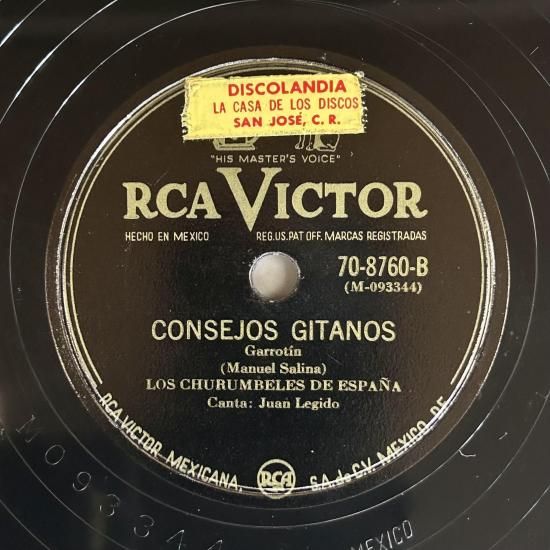 DISCOLANDIA
LA CASA DE LOS DISCOS
SAN JOSÉ, C. R.
"HIS MASTER'S VOICE"
RCA VICTOR
HECHO EN MEXICO REG.US.PAT.OFF. MARCAS REGISTRADAS
70-8760-B
(M-093344)
CONSEJOS GITANOS
Garrotín
(Manuel Salina)
LOS CHURUMBELES DE ESPAÑA
Canta: Juan Legido
RCA VICTOR MEXICANA, S.A. de C.V. MEXICO, D.F.
RCA
MO93344
MEXICO